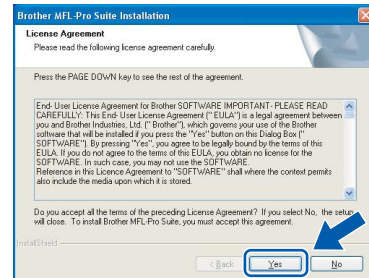 Brother MFL-Pro Suite Installation
License Agreement
Please read the following license agreement carefully.
Press the PAGE DOWN key to see the rest of the agreement.
End- User License Agreement for Brother SOFTWARE IMPORTANT- PLEASE READ
CAREFULLY: This End- User License Agreement (" EULA") is a legal agreement between
you and Brother Industries, Ltd. (" Brother"), which governs your use of the Brother
software that will be installed if you press the "Yes" button on this Dialog Box ("
SOFTWARE"). By pressing "Yes", you agree to be legally bound by the terms of this
EULA. If you do not agree to the terms of this EULA, you obtain no license for the
SOFTWARE. In such case, you may not use the SOFTWARE.
Reference in this Licence Agreement to "SOFTWARE" shall where the context permits
also include the media upon which it is stored.
Do you accept all the terms of the preceding License Agreement? If you select No, the setup
will close. To install Brother MFL-Pro Suite, you must accept this agreement.
InstallShield
< Back Yes No